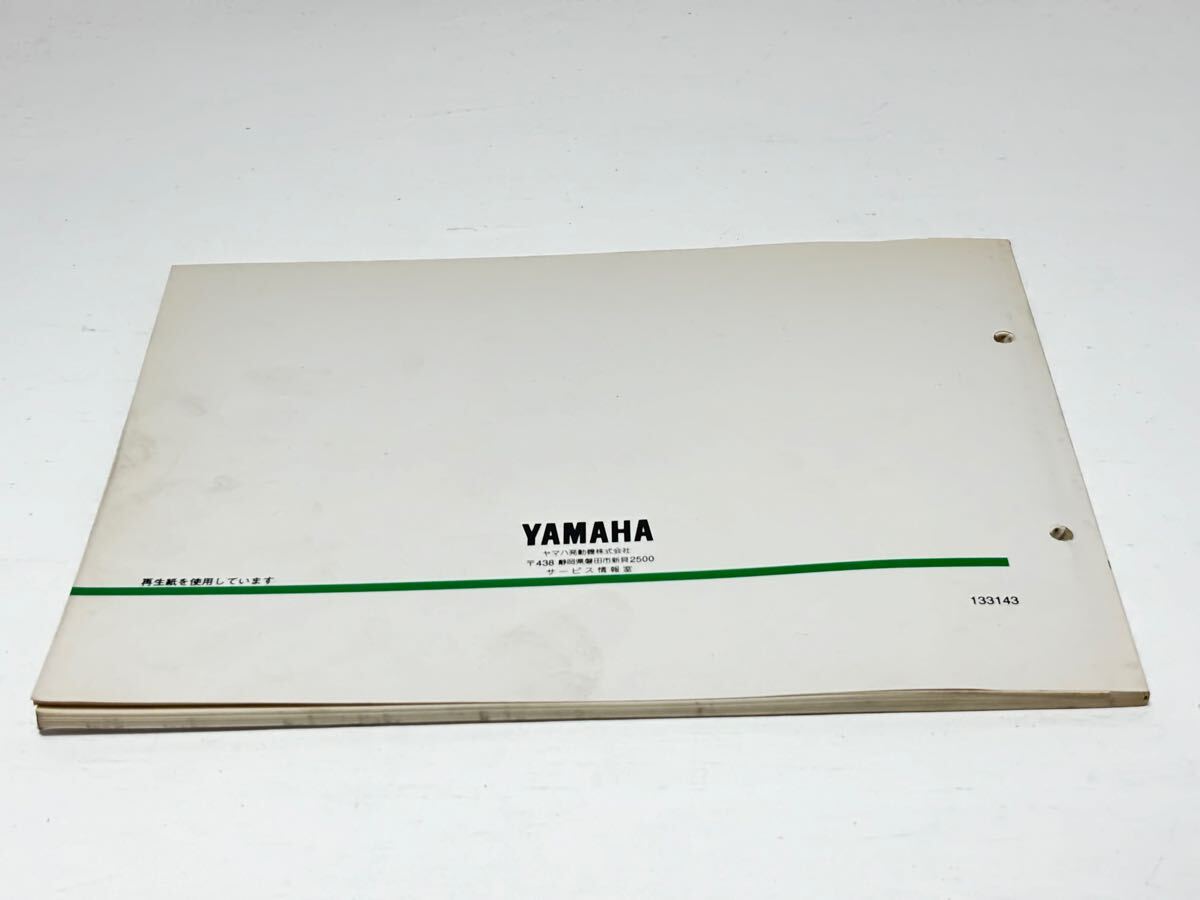 YAMAHA
ヤマハ発動機株式会社
〒438 静岡県磐田市新貝2500
サービス情報室
再生紙を使用しています
133143